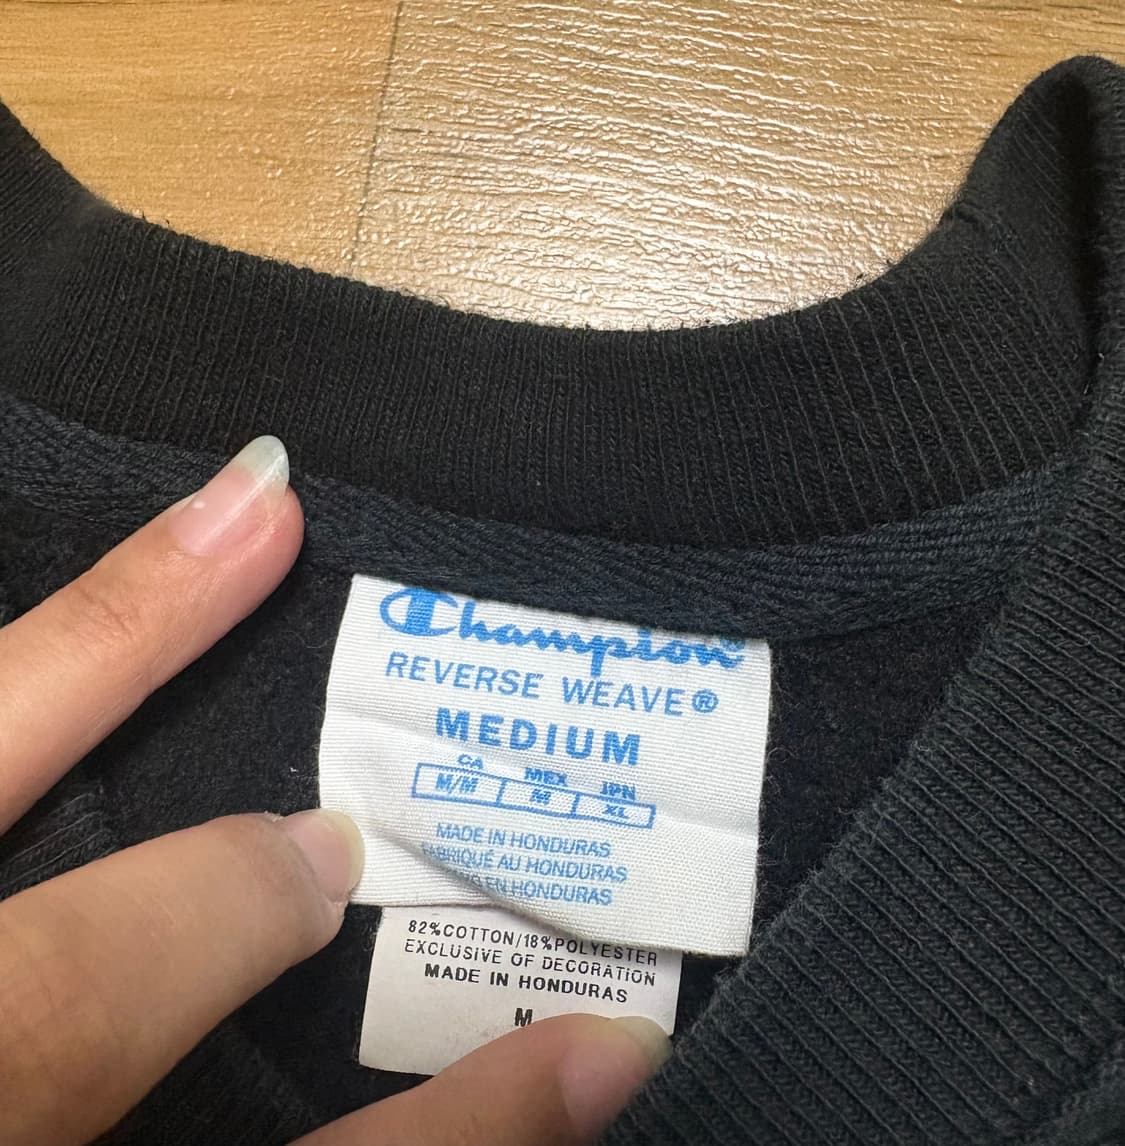 Champion
REVERSE WEAVE®
MEDIUM
CA MEX JPN
M/M M XL
MADE IN HONDURAS
FABRIQUÉ AU HONDURAS
EN HONDURAS
82%COTTON/18%POLYESTER
EXCLUSIVE OF DECORATION
MADE IN HONDURAS
M